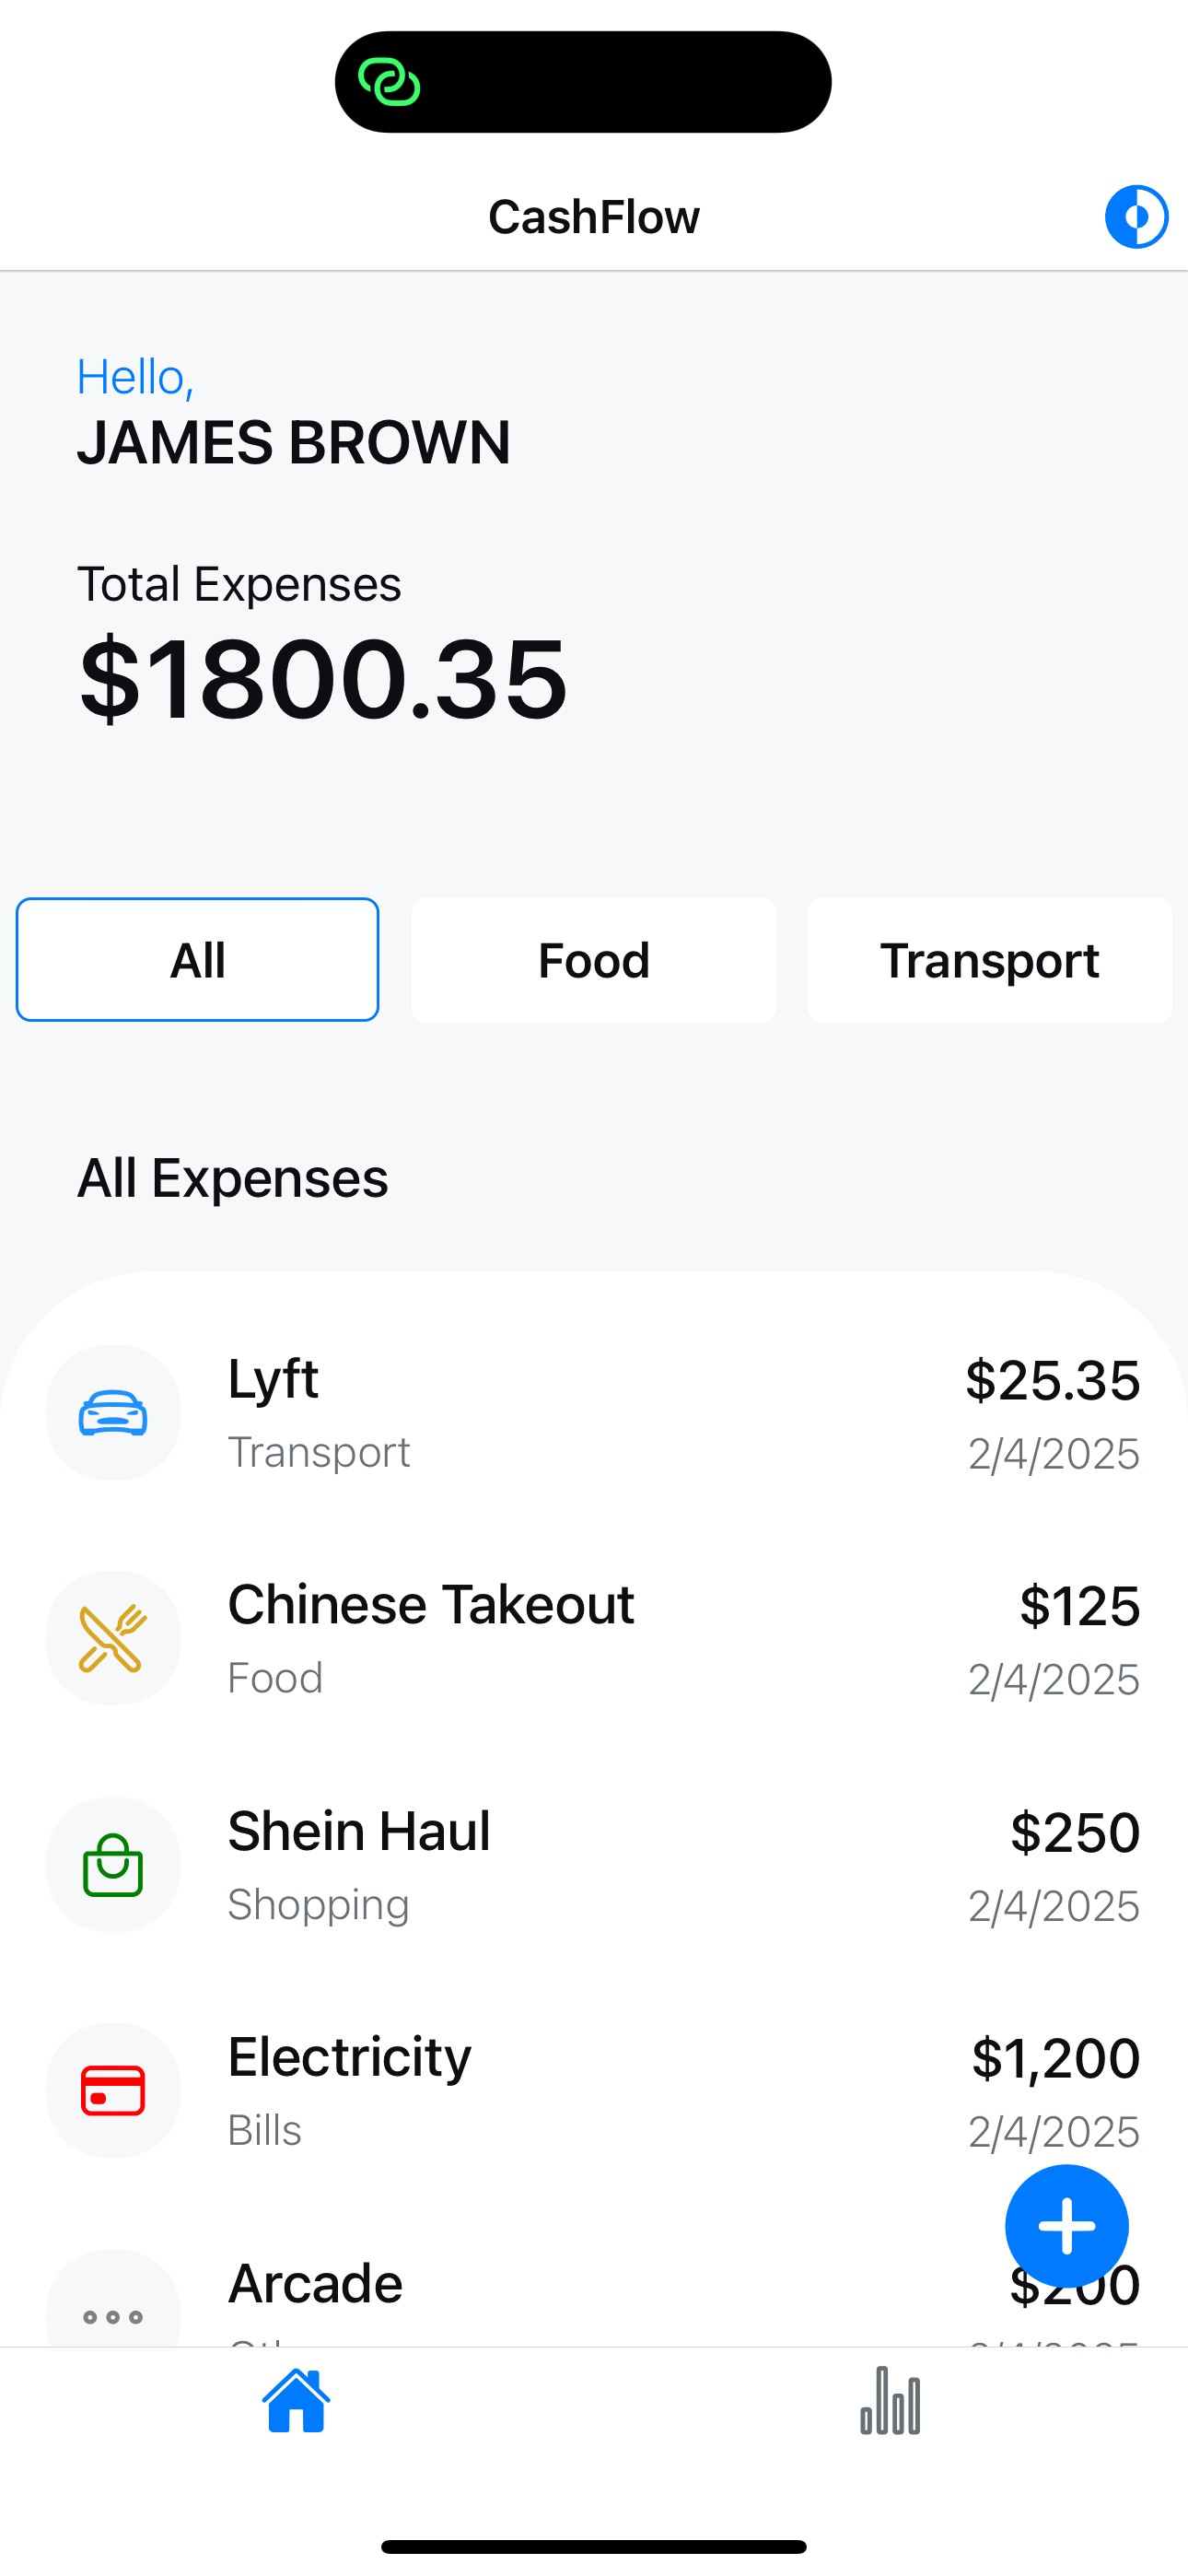 CashFlow
Hello,
JAMES BROWN
Total Expenses
$1800.35
All
Food
Transport
All Expenses
Lyft
$25.35
Transport
2/4/2025
Chinese Takeout
$125
Food
2/4/2025
Shein Haul
$250
Shopping
2/4/2025
Electricity
$1,200
Bills
2/4/2025
Arcade
$200